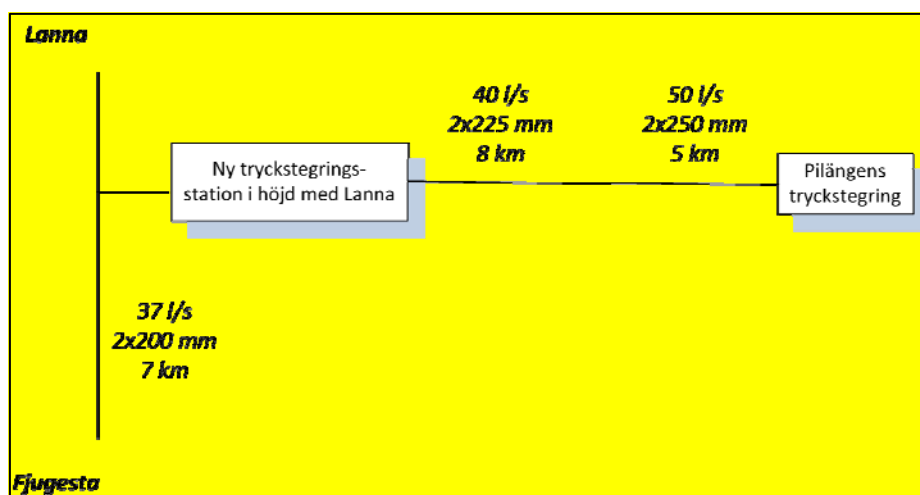 Lanna
40 l/s
2x225 mm
8 km
50 l/s
2x250 mm
5 km
Ny tryckstegrings-
station i höjd med Lanna
Pilängens
tryckstegring
37 l/s
2x200 mm
7 km
Fjugesta